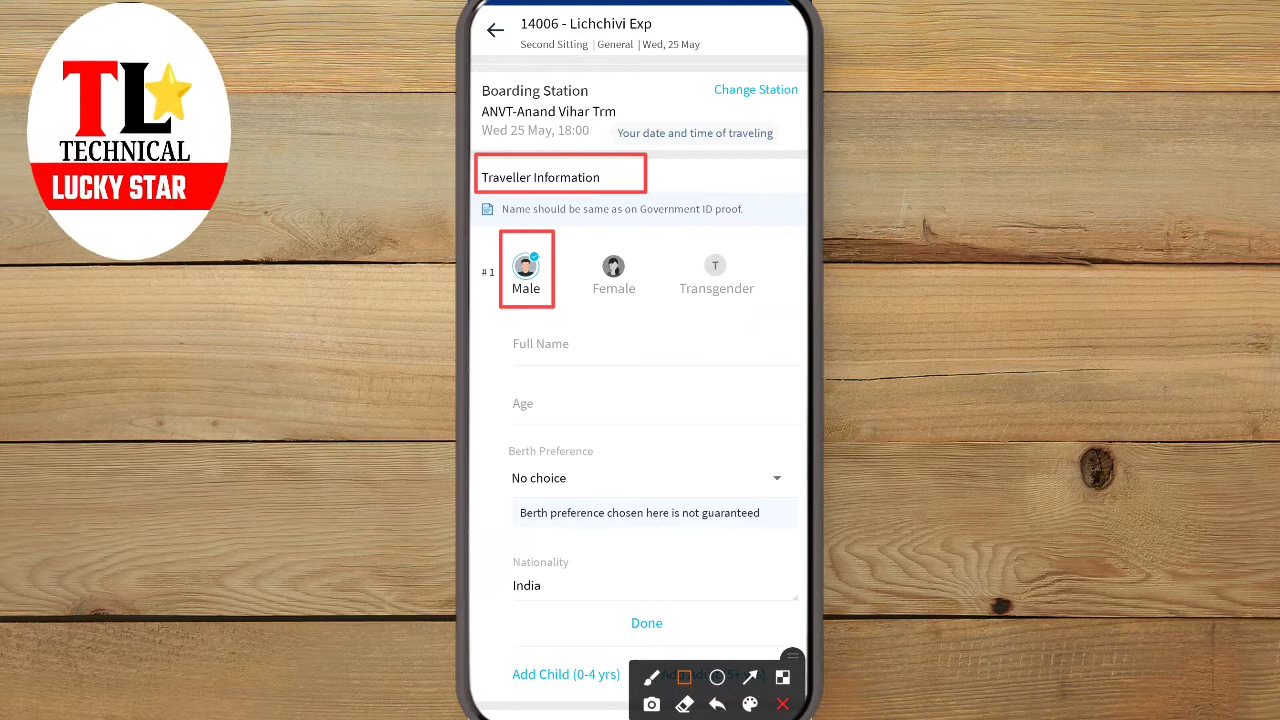 TL
TECHNICAL
LUCKY STAR
14006 - Lichchivi Exp
Second Sitting | General | Wed, 25 May
Boarding Station
Change Station
ANVT-Anand Vihar Trm
Wed 25 May, 18:00
Your date and time of traveling
Traveller Information
Name should be same as on Government ID proof.
# 1
T
Male
Female
Transgender
Full Name
Age
Berth Preference
No choice
Berth preference chosen here is not guaranteed
Nationality
India
Done
Add Child (0-4 yrs)